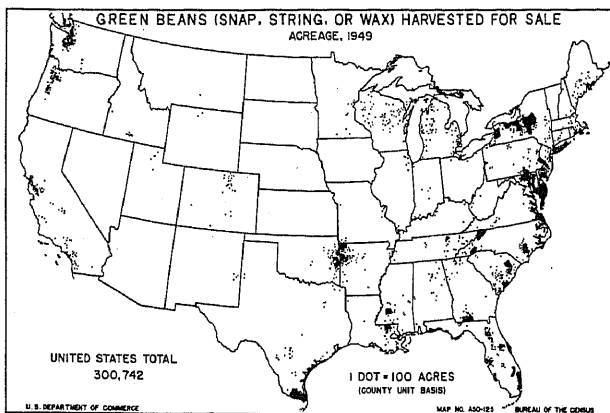 GREEN BEANS (SNAP, STRING, OR WAX) HARVESTED FOR SALE
ACREAGE, 1949
UNITED STATES TOTAL
300,742
1 DOT = 100 ACRES
(COUNTY UNIT BASIS)
U.S. DEPARTMENT OF COMMERCE
MAP NO. A50-125
BUREAU OF THE CENSUS